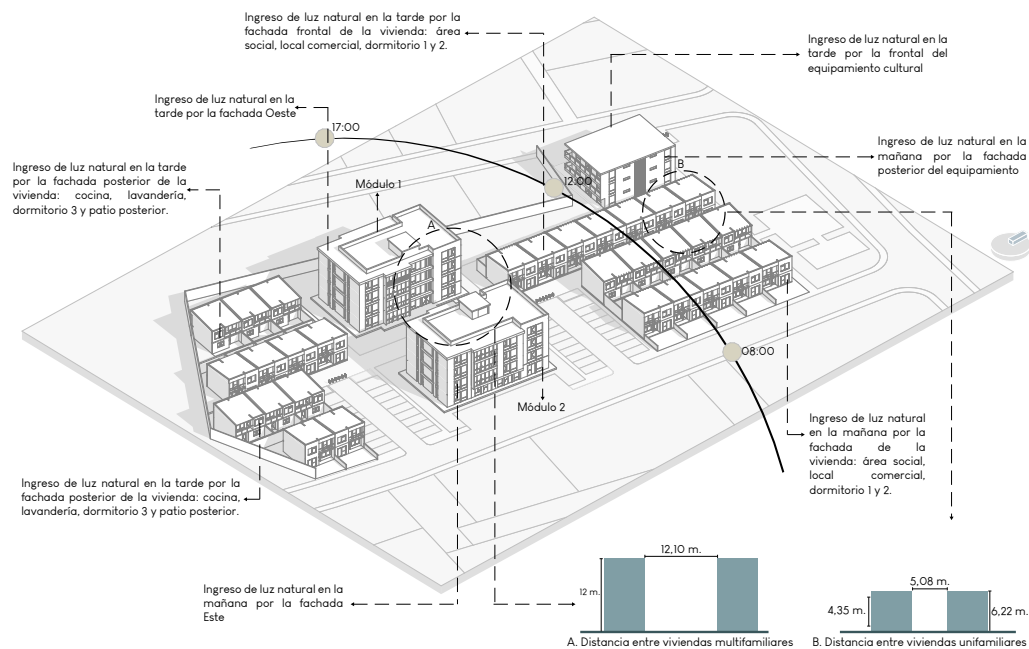 Ingreso de luz natural en la tarde por la
fachada frontal de la vivienda: área
social, local comercial, dormitorio 1 y 2.
Ingreso de luz natural en la
tarde por la frontal del
equipamiento cultural
Ingreso de luz natural en la
tarde por la fachada Oeste
17:00
Ingreso de luz natural en la
mañana por la fachada
posterior del equipamiento
Ingreso de luz natural en la tarde
por la fachada posterior de la
vivienda: cocina, lavandería,
dormitorio 3 y patio posterior.
B
12:00
Módulo 1
A
08:00
Módulo 2
Ingreso de luz natural
en la mañana por la
fachada de la
vivienda: área social,
local comercial,
dormitorio 1 y 2.
Ingreso de luz natural en la tarde por la
fachada posterior de la vivienda: cocina,
lavandería, dormitorio 3 y patio posterior.
Ingreso de luz natural en la
mañana por la fachada
Este
12,10 m.
12 m.
A. Distancia entre viviendas multifamiliares
5,08 m.
4,35 m.
6,22 m.
B. Distancia entre viviendas unifamiliares